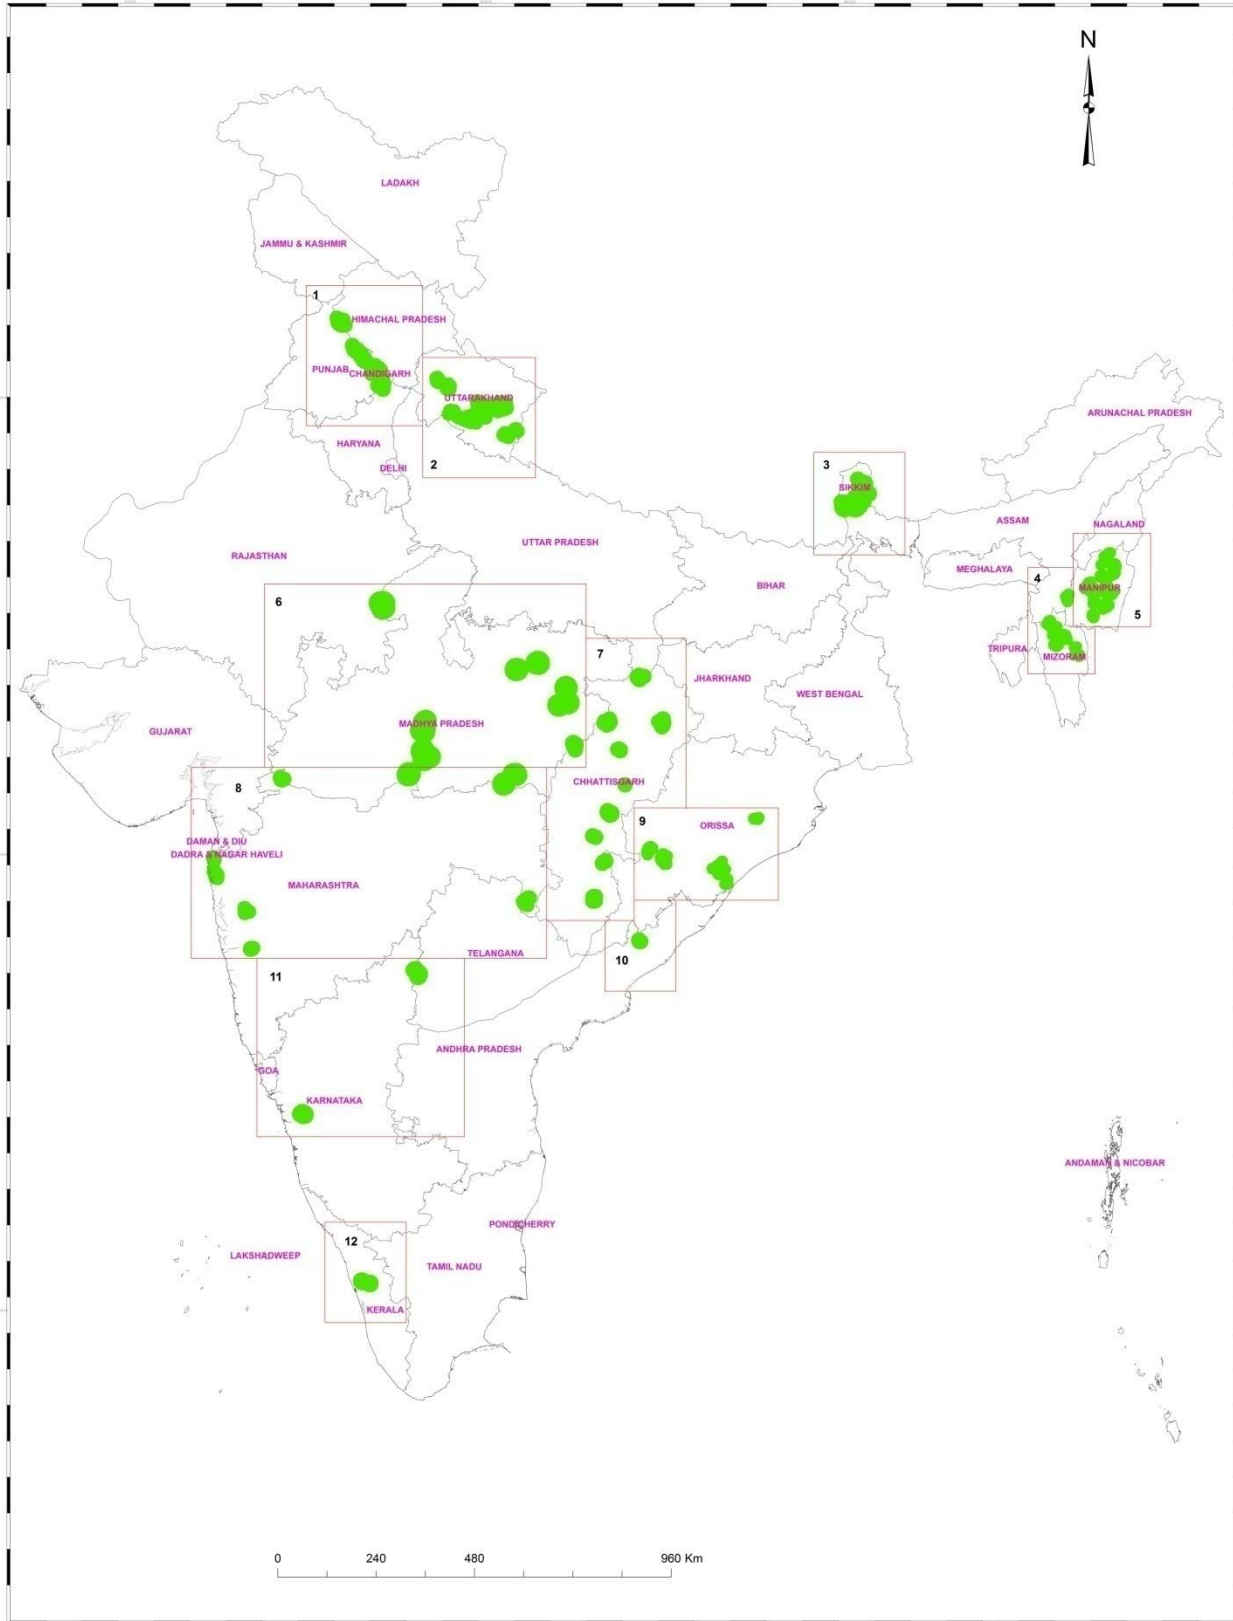 N
LADAKH
JAMMU & KASHMIR
1
HIMACHAL PRADESH
PUNJAB
CHANDIGARH
UTTARAKHAND
ARUNACHAL PRADESH
HARYANA
2
3
DELHI
SIKKIM
ASSAM
NAGALAND
UTTAR PRADESH
RAJASTHAN
MEGHALAYA
4
BIHAR
MANIPUR
6
5
TRIPURA
MIZORAM
7
JHARKHAND
WEST BENGAL
MADHYA PRADESH
GUJARAT
CHHATTISGARH
8
9
ORISSA
DAMAN & DIU
DADRA & NAGAR HAVELI
MAHARASHTRA
TELANGANA
10
11
ANDHRA PRADESH
GOA
KARNATAKA
ANDAMAN & NICOBAR
PONDICHERRY
12
LAKSHADWEEP
TAMIL NADU
KERALA
0 240 480 960 Km